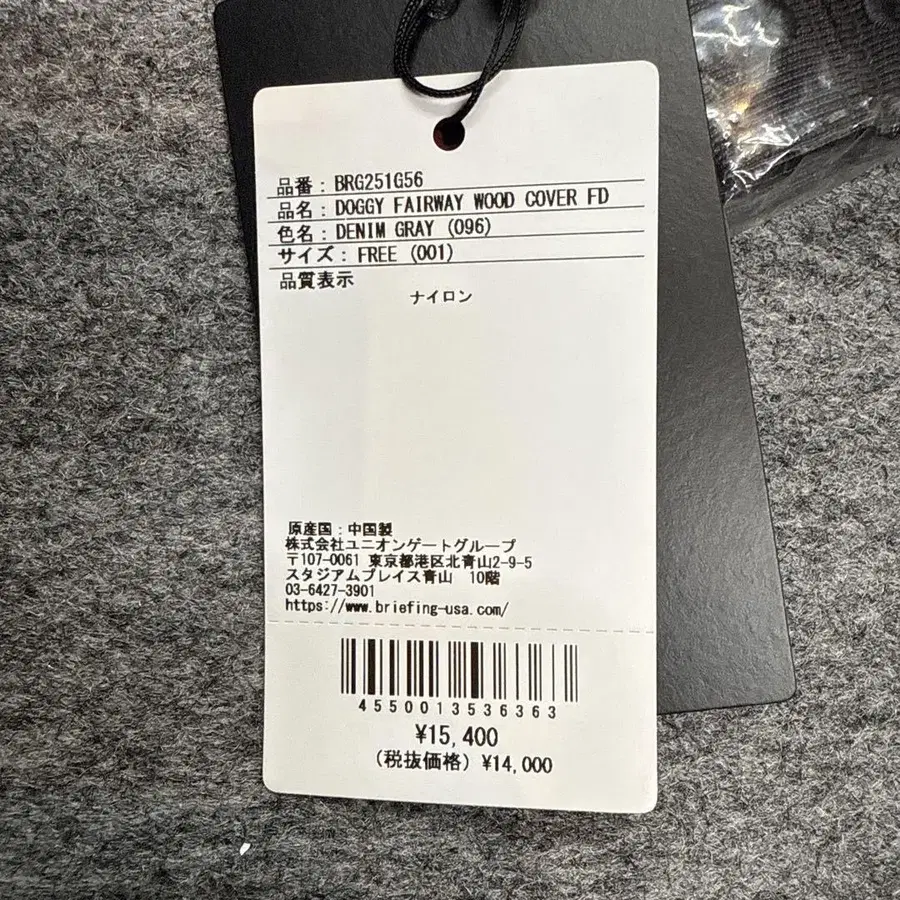 品番：BRG251G56
品名：DOGGY FAIRWAY WOOD COVER FD
色名：DENIM GRAY (096)
サイズ：FREE (001)
品質表示
ナイロン
原産国：中国製
株式会社ユニオンゲートグループ
〒107-0061 東京都港区北青山2-9-5
スタジアムプレイス青山 10階
03-6427-3901
https://www.briefing-usa.com/
4550013536363
¥15,400
(税抜価格) ¥14,000